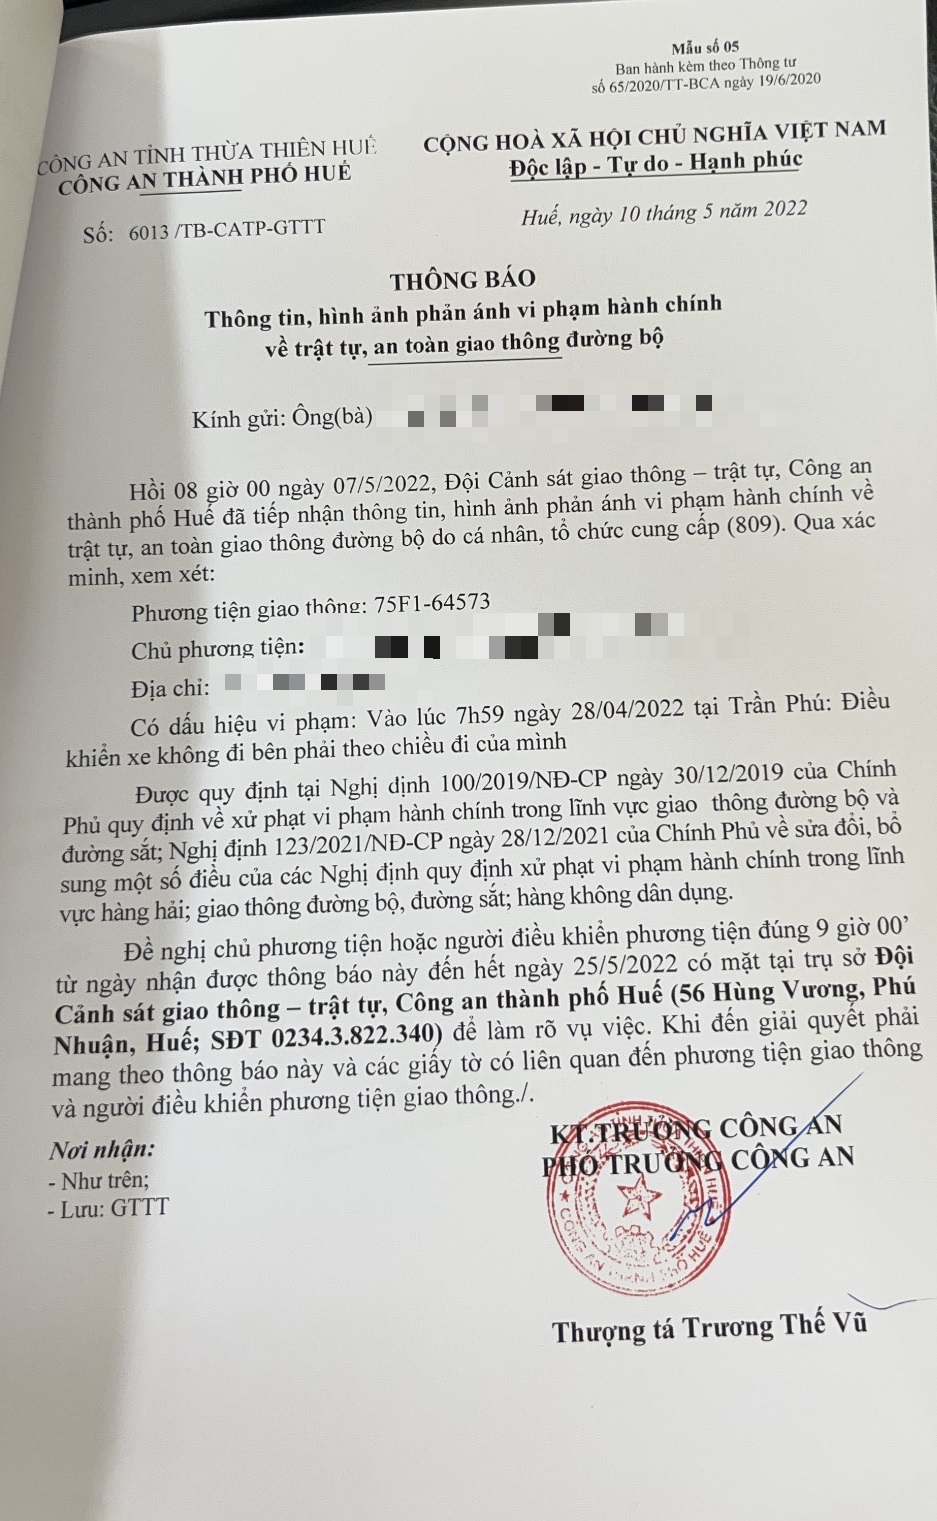 Mẫu số 05
Ban hành kèm theo Thông tư
số 65/2020/TT-BCA ngày 19/6/2020
CÔNG AN TỈNH THỪA THIÊN HUẾ
CÔNG AN THÀNH PHỐ HUẾ
CỘNG HOÀ XÃ HỘI CHỦ NGHĨA VIỆT NAM
Độc lập - Tự do - Hạnh phúc
Số: 6013 /TB-CATP-GTTT
Huế, ngày 10 tháng 5 năm 2022
THÔNG BÁO
Thông tin, hình ảnh phản ánh vi phạm hành chính
về trật tự, an toàn giao thông đường bộ
Kính gửi: Ông(bà)
Hồi 08 giờ 00 ngày 07/5/2022, Đội Cảnh sát giao thông – trật tự, Công an
thành phố Huế đã tiếp nhận thông tin, hình ảnh phản ánh vi phạm hành chính về
trật tự, an toàn giao thông đường bộ do cá nhân, tổ chức cung cấp (809). Qua xác
minh, xem xét:
Phương tiện giao thông: 75F1-64573
Chủ phương tiện:
Địa chỉ:
Có dấu hiệu vi phạm: Vào lúc 7h59 ngày 28/04/2022 tại Trần Phú: Điều
khiển xe không đi bên phải theo chiều đi của mình
Được quy định tại Nghị dịnh 100/2019/NĐ-CP ngày 30/12/2019 của Chính
Phủ quy định về xử phạt vi phạm hành chính trong lĩnh vực giao thông đường bộ và
đường sắt; Nghị định 123/2021/NĐ-CP ngày 28/12/2021 của Chính Phủ về sửa đổi, bổ
sung một số điều của các Nghị định quy định xử phạt vi phạm hành chính trong lĩnh
vực hàng hải; giao thông đường bộ, đường sắt; hàng không dân dụng.
Đề nghị chủ phương tiện hoặc người điều khiển phương tiện đúng 9 giờ 00’
từ ngày nhận được thông báo này đến hết ngày 25/5/2022 có mặt tại trụ sở Đội
Cảnh sát giao thông – trật tự, Công an thành phố Huế (56 Hùng Vương, Phú
Nhuận, Huế; SĐT 0234.3.822.340) để làm rõ vụ việc. Khi đến giải quyết phải
mang theo thông báo này và các giấy tờ có liên quan đến phương tiện giao thông
và người điều khiển phương tiện giao thông./.
Nơi nhận:
- Như trên;
- Lưu: GTTT
KT.TRƯỞNG CÔNG AN
PHÓ TRƯỞNG CÔNG AN
CÔNG AN THÀNH PHỐ HUẾ
Thượng tá Trương Thế Vũ